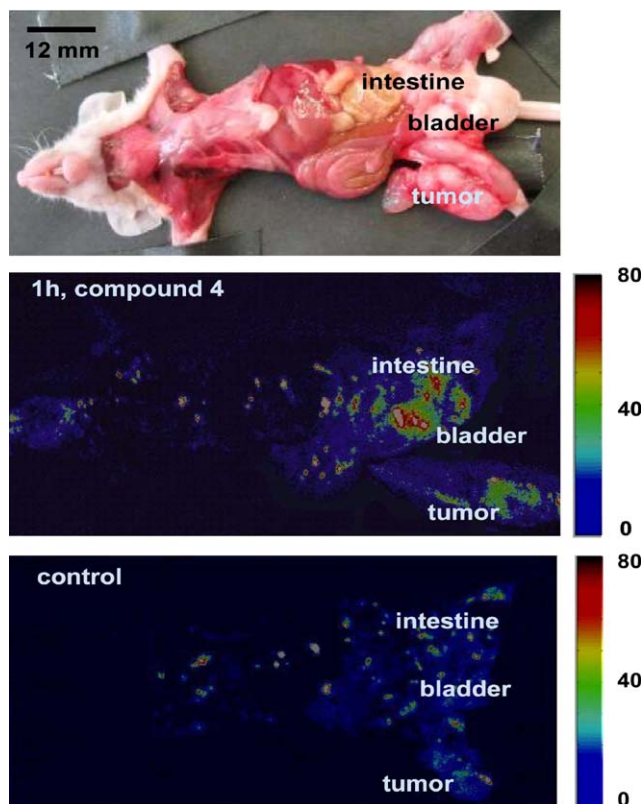 12 mm
intestine
bladder
tumor
1h, compound 4
80
intestine
40
bladder
tumor
0
control
80
intestine
40
bladder
tumor
0